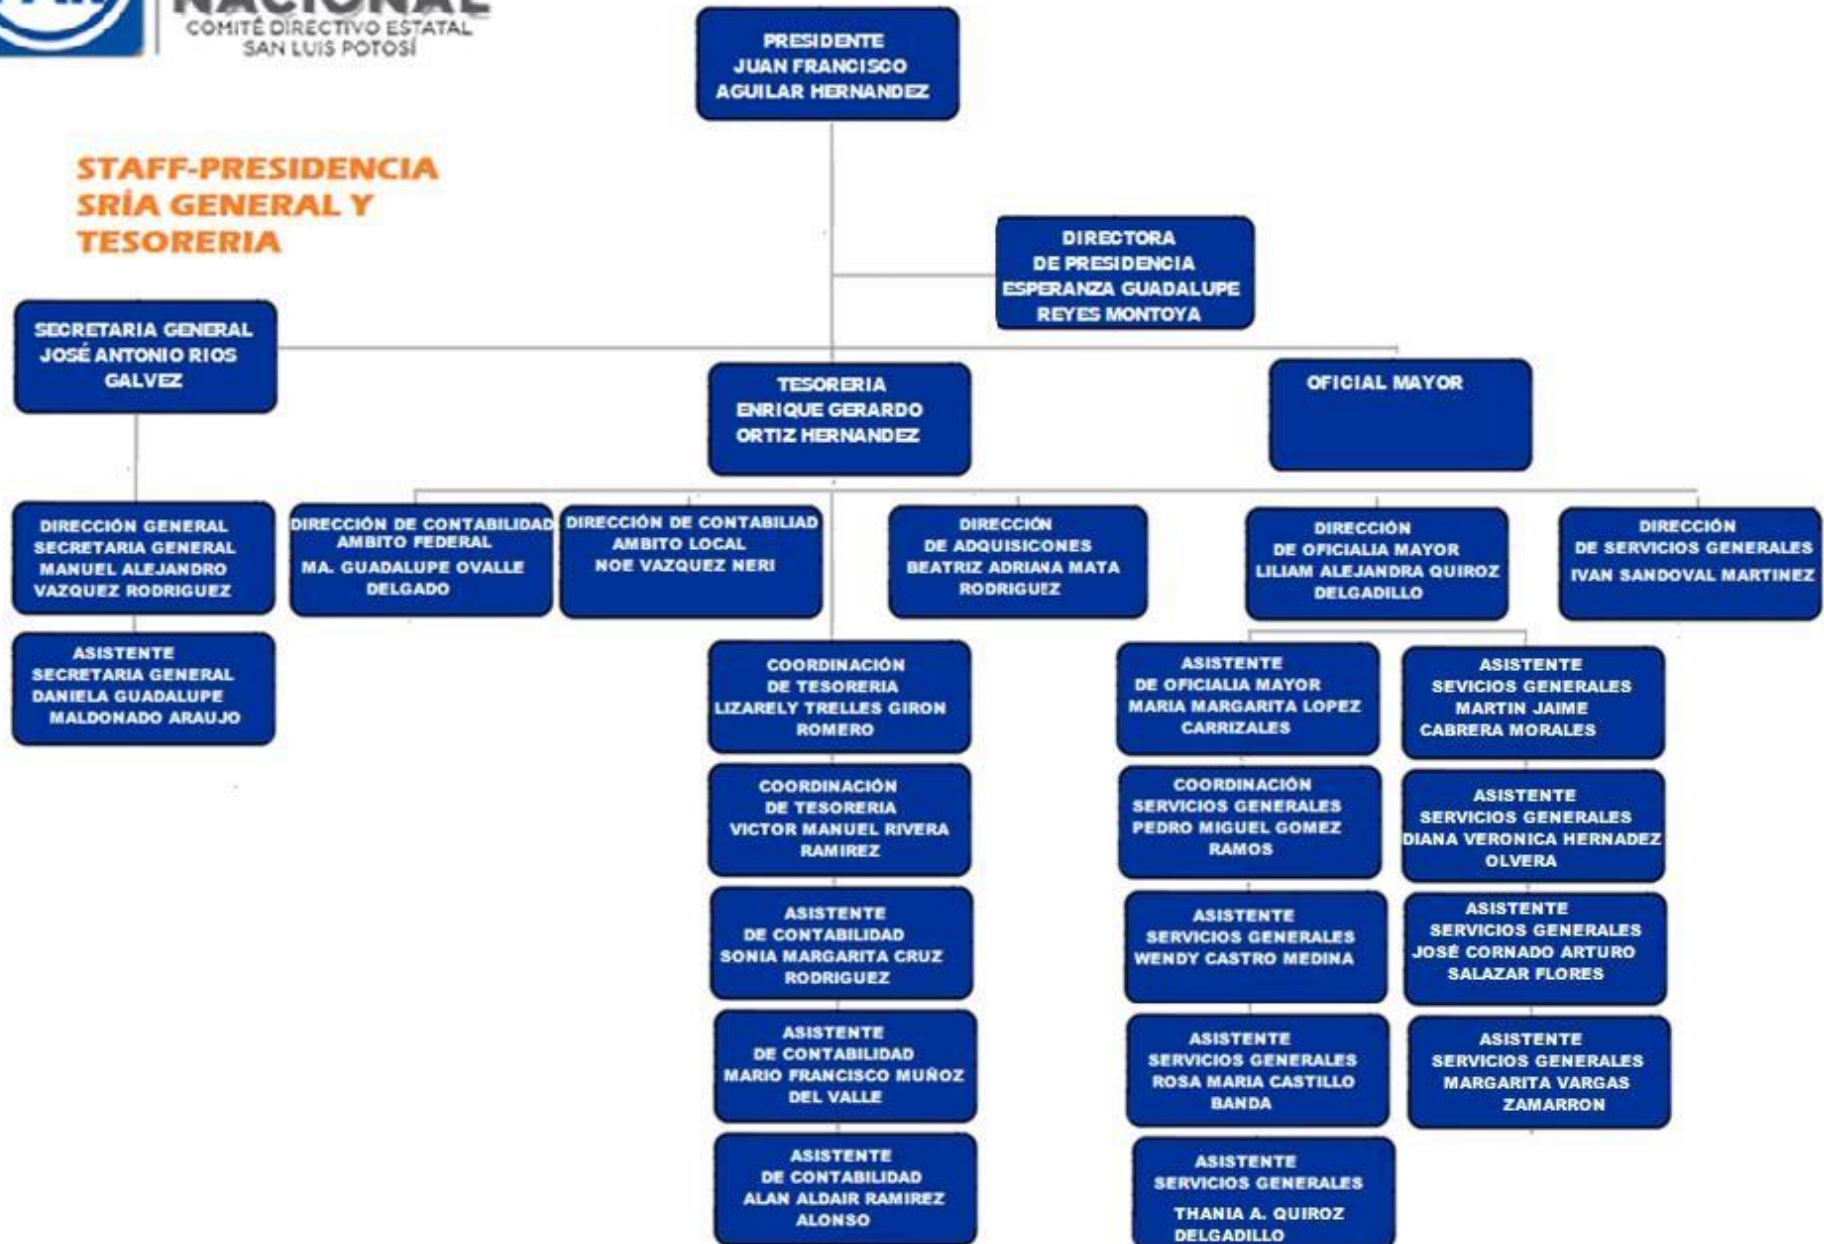 NACIONAL
COMITÉ DIRECTIVO ESTATAL
SAN LUIS POTOSÍ
PRESIDENTE
JUAN FRANCISCO
AGUILAR HERNANDEZ
STAFF-PRESIDENCIA
SRÍA GENERAL Y
TESORERIA
DIRECTORA
DE PRESIDENCIA
ESPERANZA GUADALUPE
REYES MONTOYA
SECRETARIA GENERAL
JOSÉ ANTONIO RIOS
GALVEZ
TESORERIA
ENRIQUE GERARDO
ORTIZ HERNANDEZ
OFICIAL MAYOR
DIRECCIÓN GENERAL
SECRETARIA GENERAL
MANUEL ALEJANDRO
VAZQUEZ RODRIGUEZ
DIRECCIÓN DE CONTABILIDAD
AMBITO FEDERAL
MA. GUADALUPE OVALLE
DELGADO
DIRECCIÓN DE CONTABILIAD
AMBITO LOCAL
NOE VAZQUEZ NERI
DIRECCIÓN
DE ADQUISICONES
BEATRIZ ADRIANA MATA
RODRIGUEZ
DIRECCIÓN
DE OFICIALIA MAYOR
LILIAM ALEJANDRA QUIROZ
DELGADILLO
DIRECCIÓN
DE SERVICIOS GENERALES
IVAN SANDOVAL MARTINEZ
ASISTENTE
SECRETARIA GENERAL
DANIELA GUADALUPE
MALDONADO ARAUJO
COORDINACIÓN
DE TESORERIA
LIZARELY TRELLES GIRON
ROMERO
COORDINACIÓN
DE TESORERIA
VICTOR MANUEL RIVERA
RAMIREZ
ASISTENTE
DE CONTABILIDAD
SONIA MARGARITA CRUZ
RODRIGUEZ
ASISTENTE
DE CONTABILIDAD
MARIO FRANCISCO MUÑOZ
DEL VALLE
ASISTENTE
DE CONTABILIDAD
ALAN ALDAIR RAMIREZ
ALONSO
ASISTENTE
DE OFICIALIA MAYOR
MARIA MARGARITA LOPEZ
CARRIZALES
COORDINACIÓN
SERVICIOS GENERALES
PEDRO MIGUEL GOMEZ
RAMOS
ASISTENTE
SERVICIOS GENERALES
WENDY CASTRO MEDINA
ASISTENTE
SERVICIOS GENERALES
ROSA MARIA CASTILLO
BANDA
ASISTENTE
SERVICIOS GENERALES
THANIA A. QUIROZ
DELGADILLO
ASISTENTE
SEVICIOS GENERALES
MARTIN JAIME
CABRERA MORALES
ASISTENTE
SERVICIOS GENERALES
DIANA VERONICA HERNADEZ
OLVERA
ASISTENTE
SERVICIOS GENERALES
JOSÉ CORNADO ARTURO
SALAZAR FLORES
ASISTENTE
SERVICIOS GENERALES
MARGARITA VARGAS
ZAMARRON